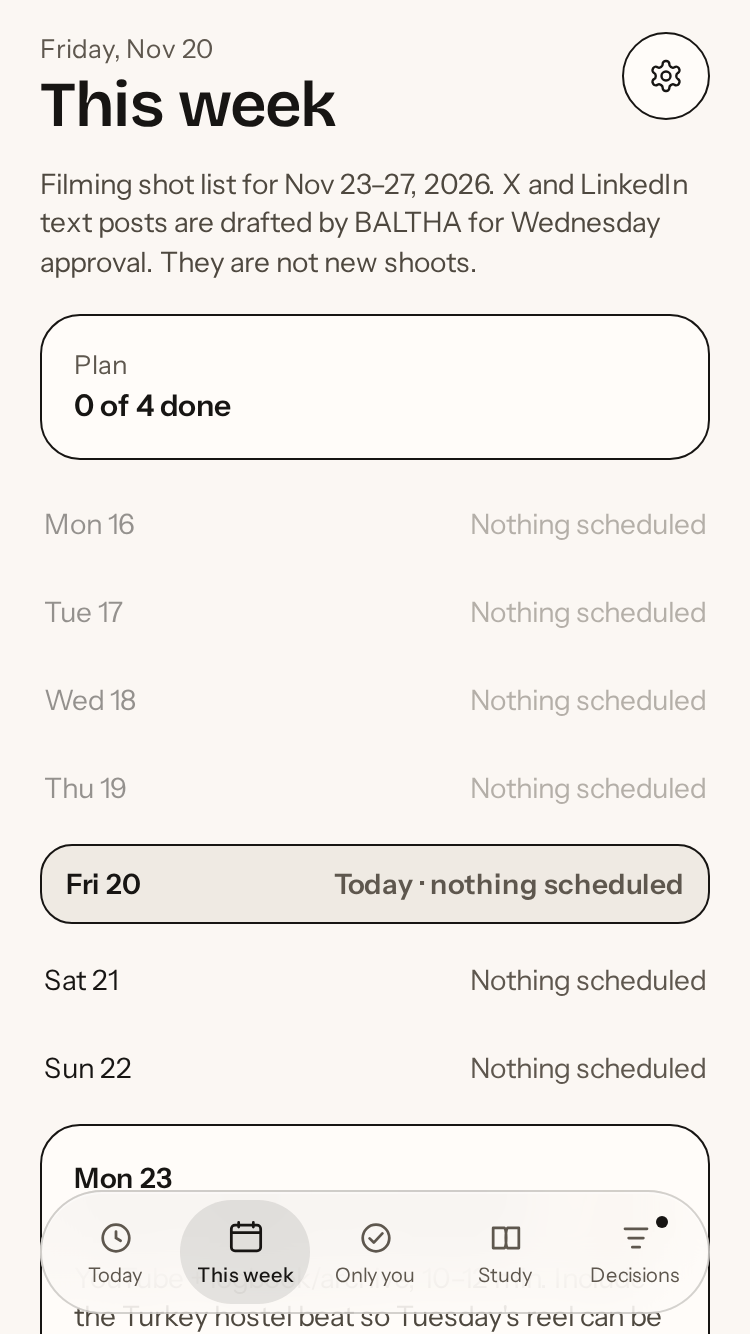 Friday, Nov 20
This week
Filming shot list for Nov 23–27, 2026. X and LinkedIn
text posts are drafted by BALTHA for Wednesday
approval. They are not new shoots.
Plan
0 of 4 done
Mon 16 Nothing scheduled
Tue 17 Nothing scheduled
Wed 18 Nothing scheduled
Thu 19 Nothing scheduled
Fri 20 Today · nothing scheduled
Sat 21 Nothing scheduled
Sun 22 Nothing scheduled
Mon 23
Today This week Only you Study Decisions
the Turkey hostel beat so Tuesday's reel can be